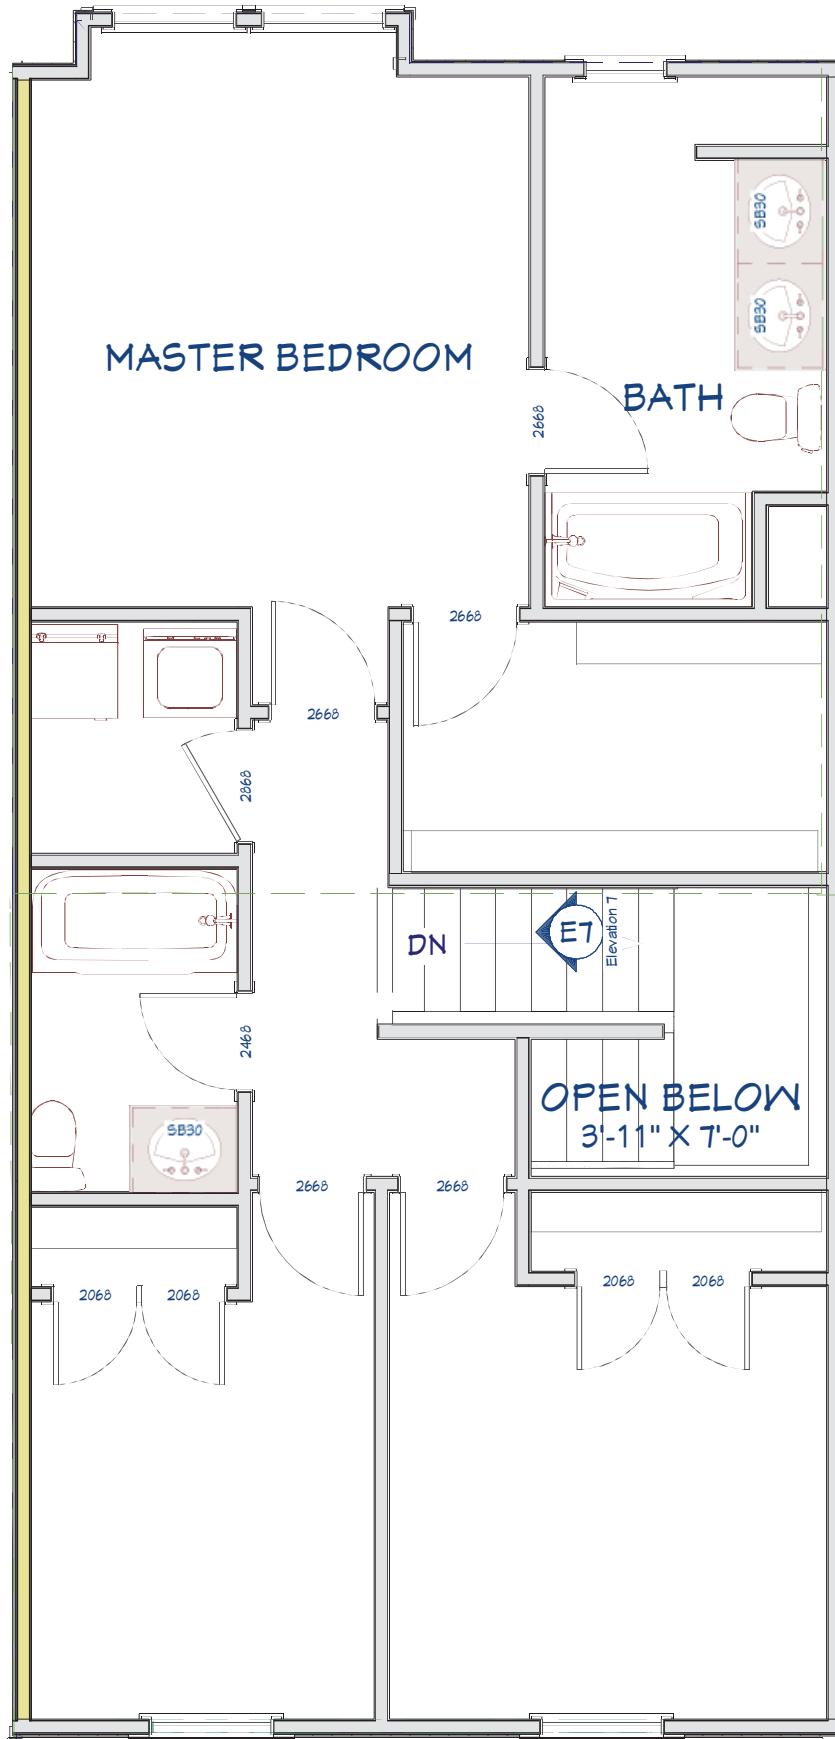 SB30
SB30
MASTER BEDROOM
BATH
2668
2668
2668
2868
DN
E7
Elevation 7
2468
OPEN BELOW
3'-11" X 7'-0"
SB30
2668
2668
2068
2068
2068
2068